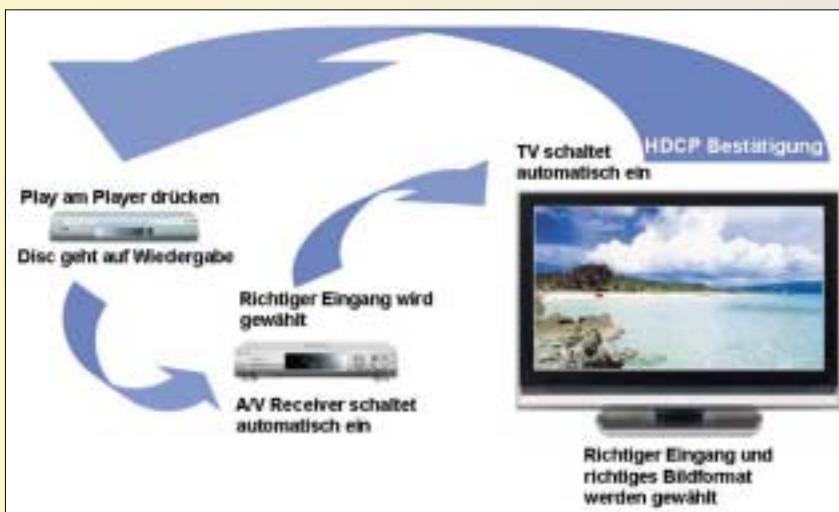 HDCP Bestätigung
TV schaltet
automatisch ein
Play am Player drücken
Disc geht auf Wiedergabe
Richtiger Eingang wird
gewählt
A/V Receiver schaltet
automatisch ein
Richtiger Eingang und
richtiges Bildformat
werden gewählt